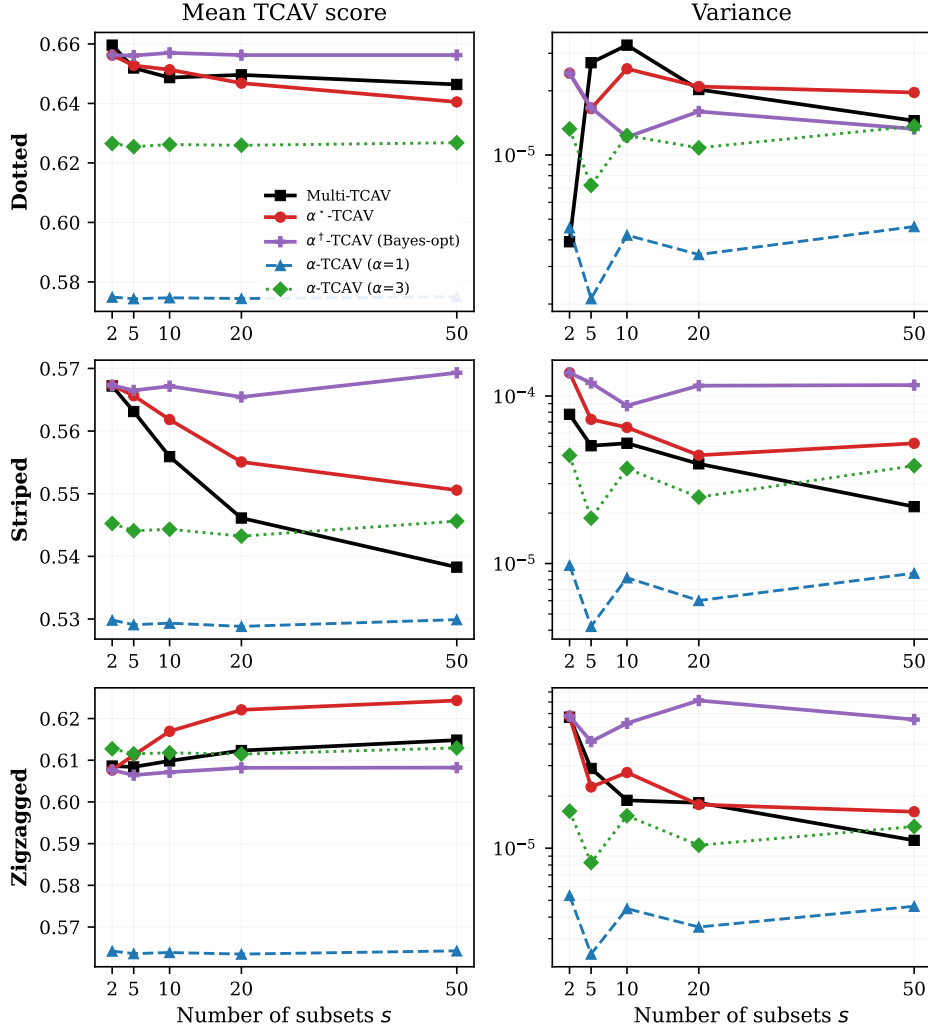 Mean TCAV score
Variance
Dotted
0.66
0.64
0.62
0.60
0.58
Multi-TCAV
α⋆-TCAV
α†-TCAV (Bayes-opt)
α-TCAV (α=1)
α-TCAV (α=3)
2 5 10 20 50
10⁻⁵
2 5 10 20 50
Striped
0.57
0.56
0.55
0.54
0.53
2 5 10 20 50
10⁻⁴
10⁻⁵
2 5 10 20 50
Zigzagged
0.62
0.61
0.60
0.59
0.58
0.57
2 5 10 20 50
Number of subsets s
10⁻⁵
2 5 10 20 50
Number of subsets s